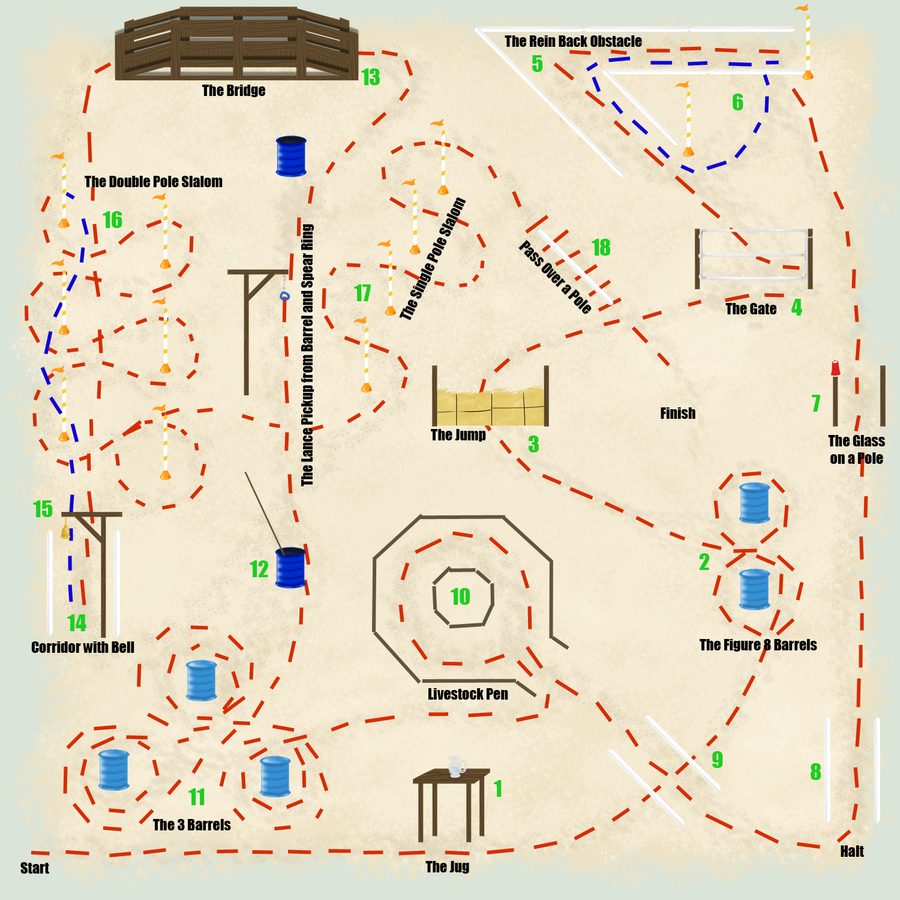 The Rein Back Obstacle
5
6
13
The Bridge
The Double Pole Slalom
16
The Single Pole Slalom
18
Pass Over a Pole
17
The Lance Pickup from Barrel and Spear Ring
The Gate
4
7
The Glass
on a Pole
Finish
The Jump
3
15
12
2
10
14
Corridor with Bell
The Figure 8 Barrels
Livestock Pen
9
8
1
11
The 3 Barrels
Start
The Jug
Halt